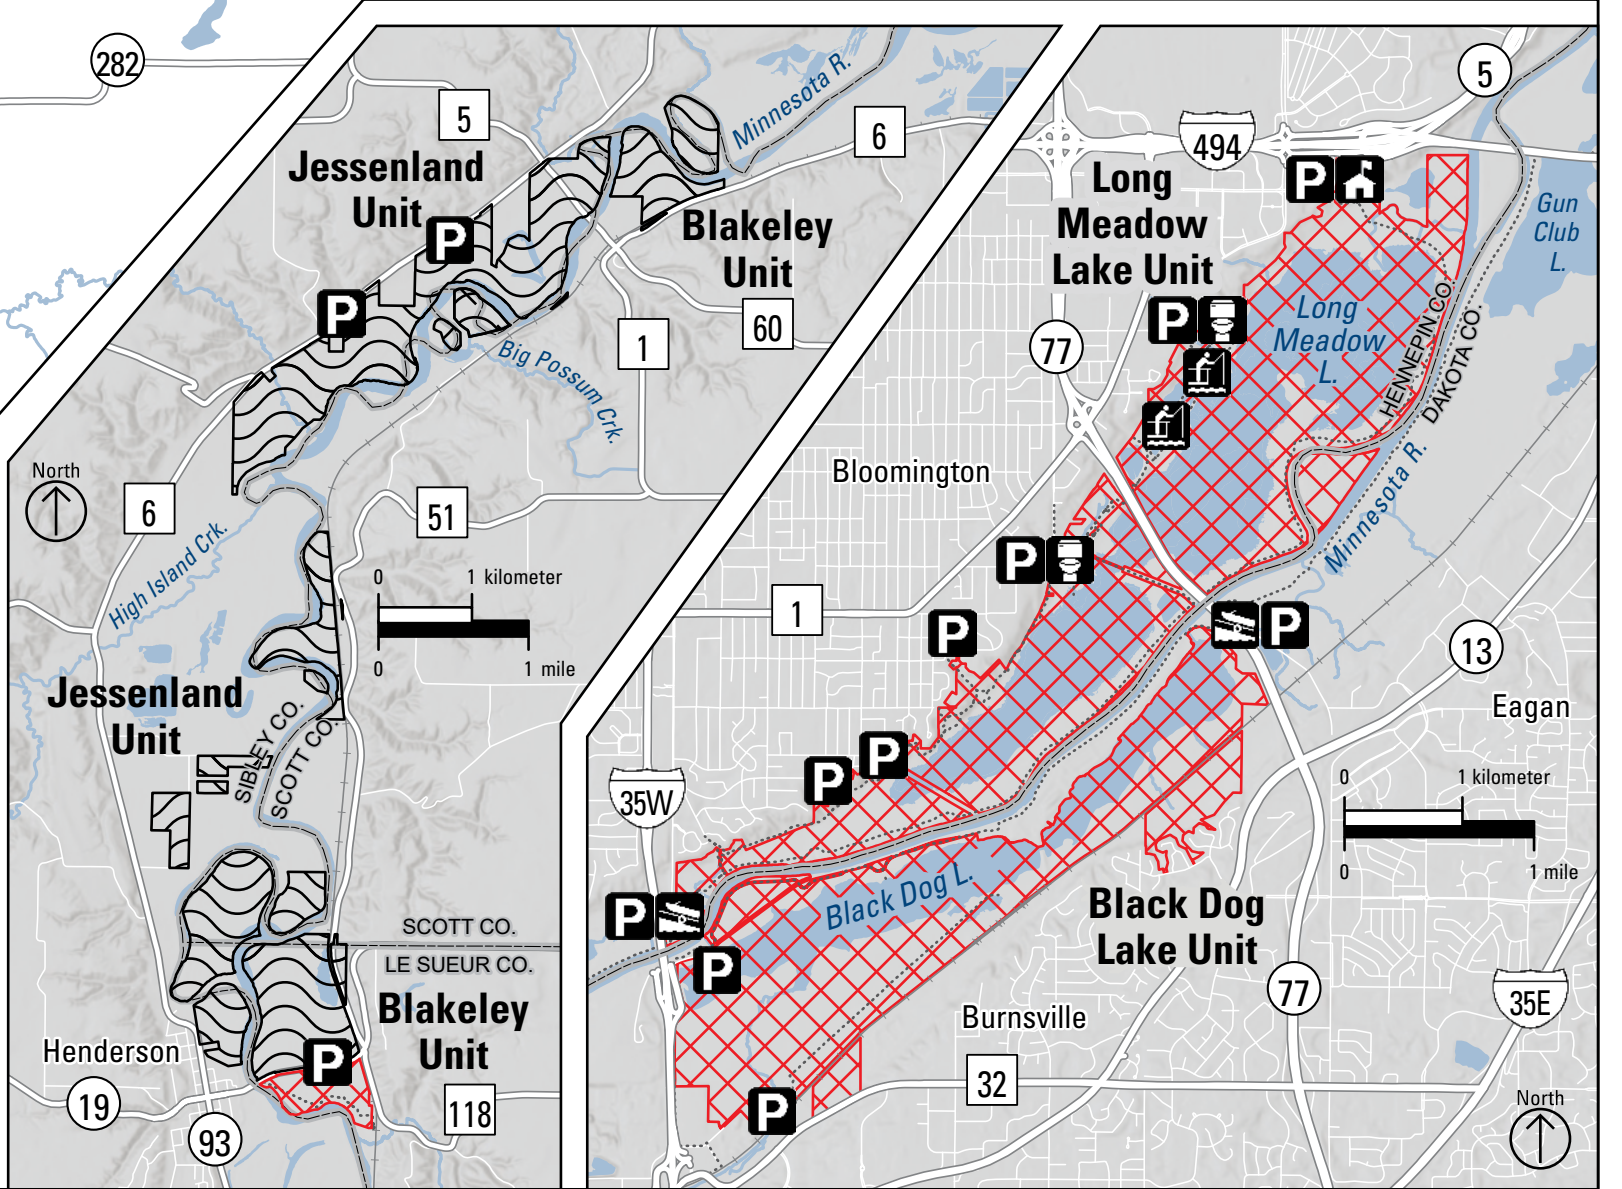 282
5
Minnesota R.
6
Jessenland
Unit
P
Blakeley
Unit
P
60
1
Big Possum Crk.
North
6
51
High Island Crk.
0
1 kilometer
0
1 mile
Jessenland
Unit
SIBLEY CO.
SCOTT CO.
SCOTT CO.
LE SUEUR CO.
Blakeley
Unit
Henderson
P
19
93
118
5
494
Long
Meadow
Lake Unit
P
Gun
Club
L.
P
Long
Meadow
L.
77
HENNEPIN CO.
DAKOTA CO.
Bloomington
Minnesota R.
P
1
P
P
13
Eagan
P
P
35W
0
1 kilometer
0
1 mile
P
Black Dog L.
Black Dog
Lake Unit
P
77
35E
Burnsville
32
P
North